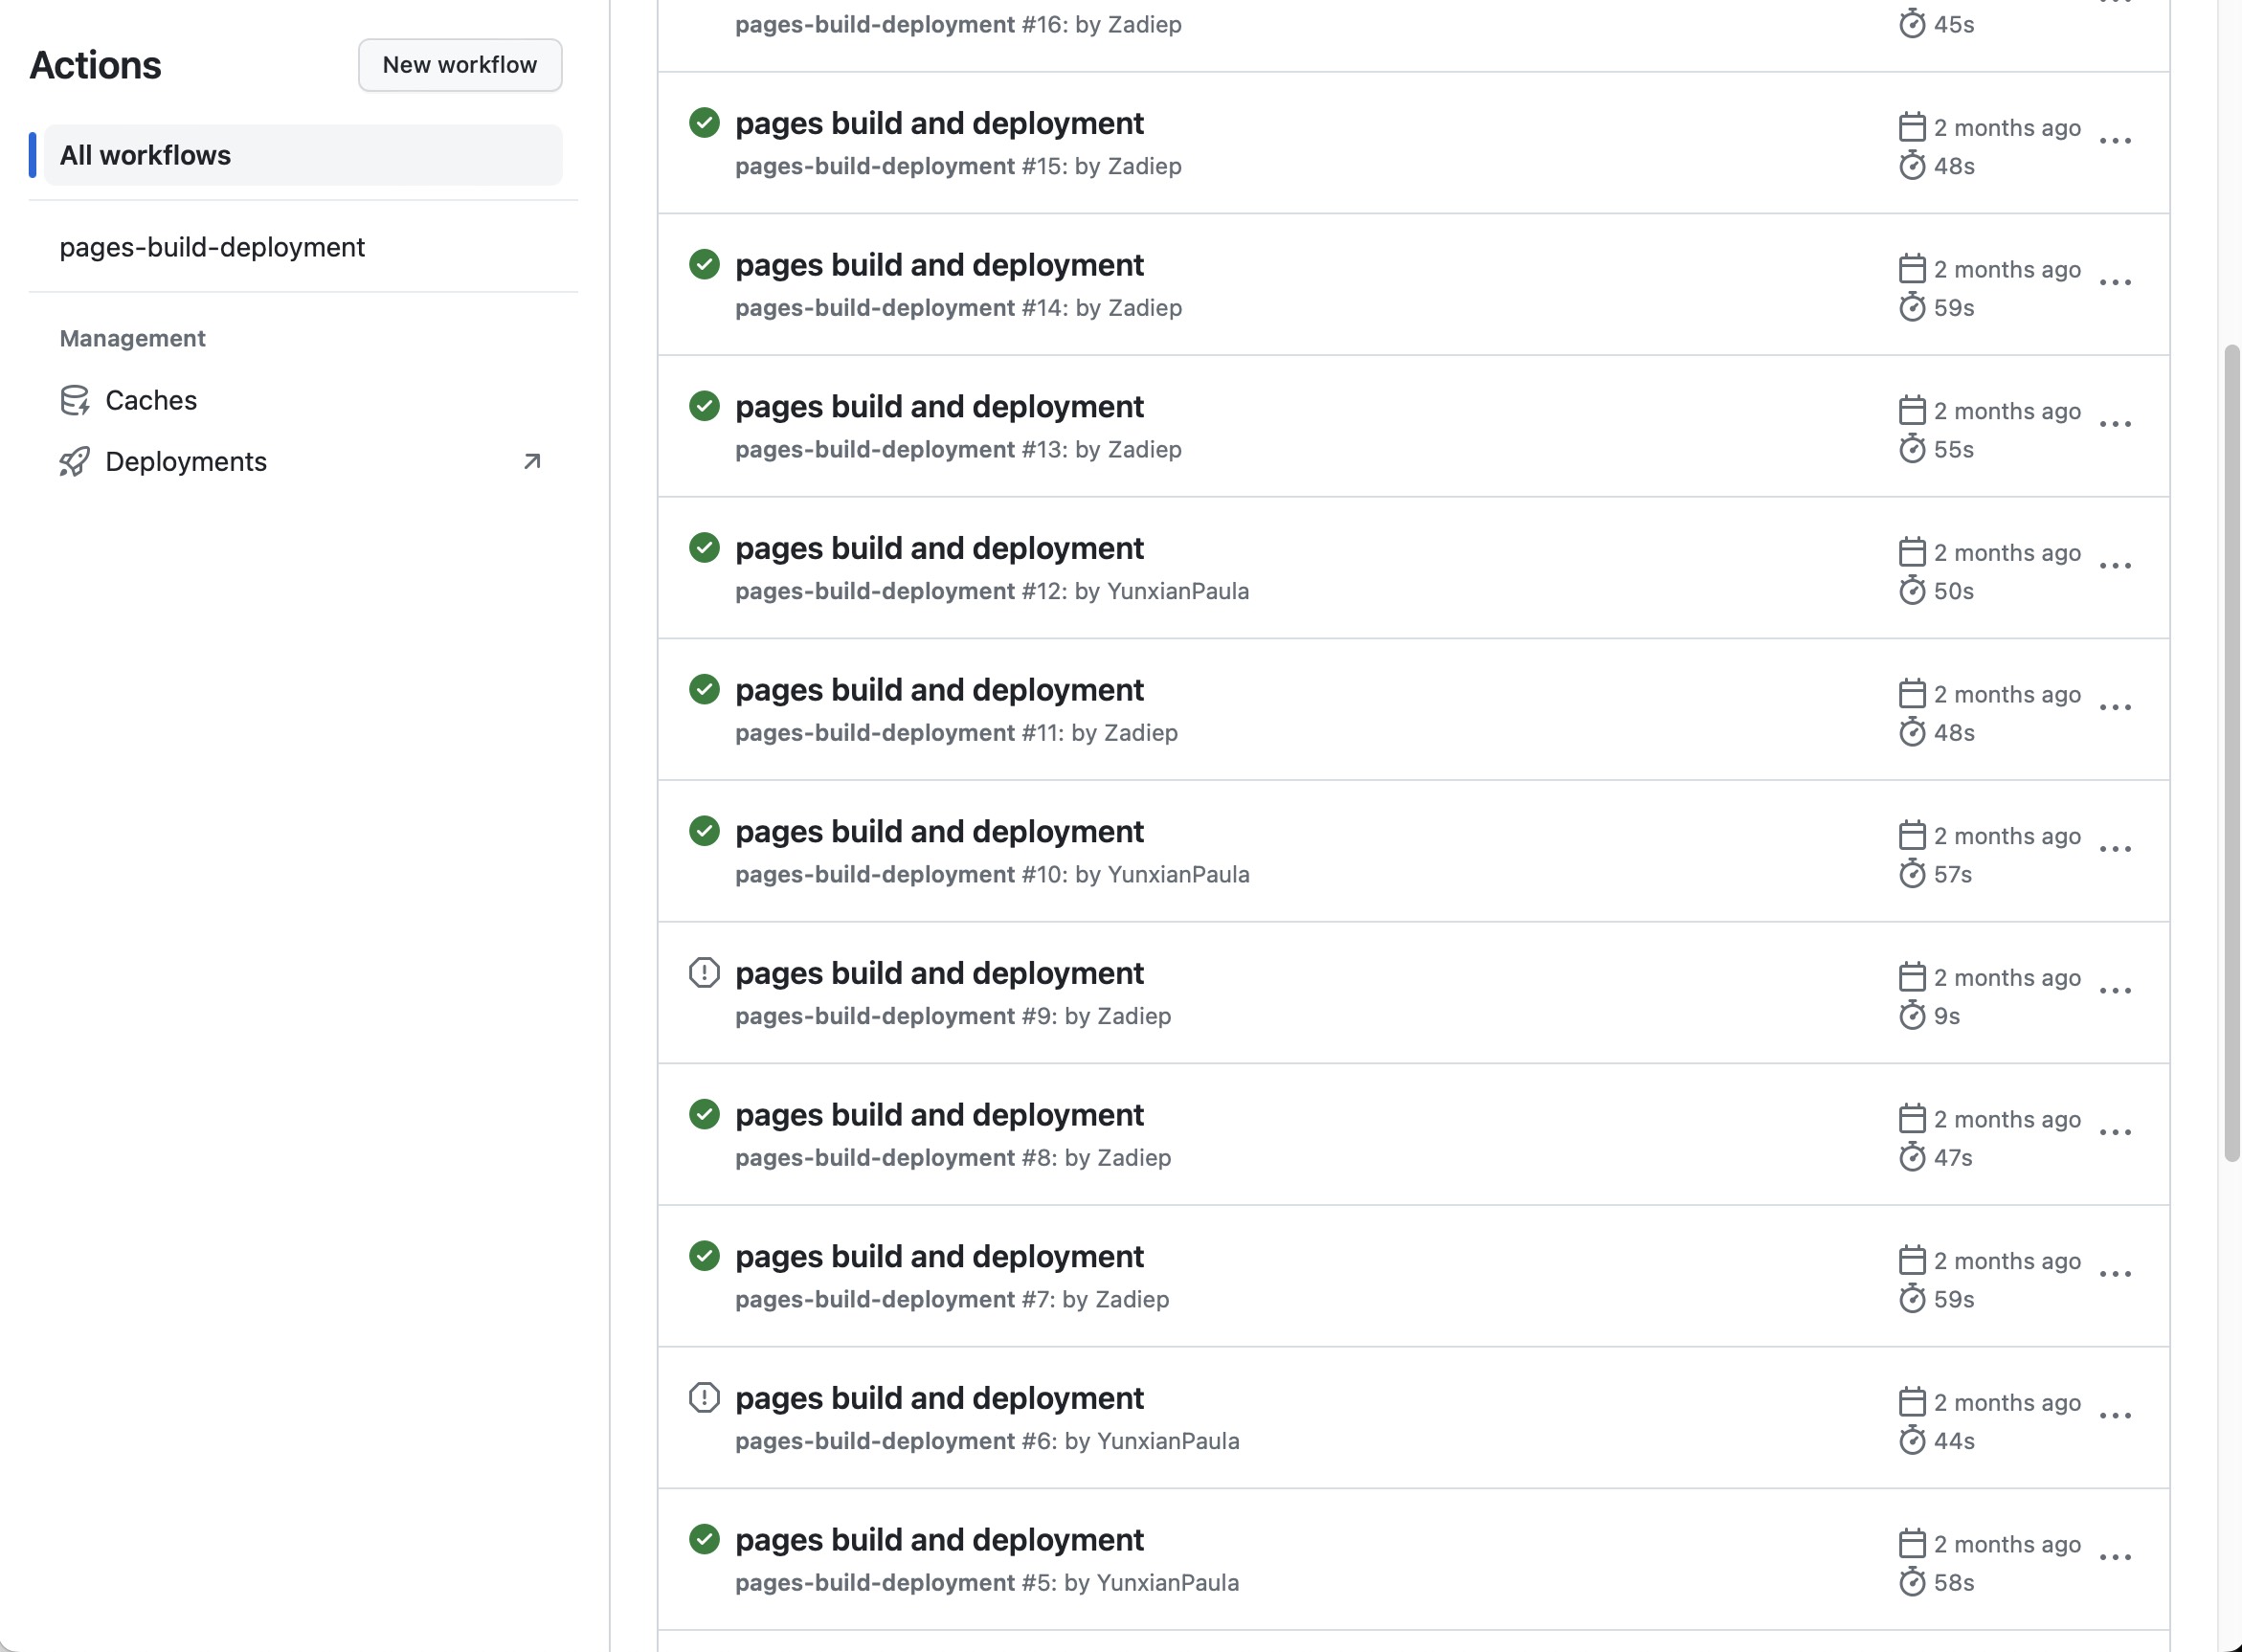 Actions
New workflow
All workflows
pages-build-deployment
Management
Caches
Deployments
pages-build-deployment #16: by Zadiep
45s
pages build and deployment
2 months ago
pages-build-deployment #15: by Zadiep
48s
pages build and deployment
2 months ago
pages-build-deployment #14: by Zadiep
59s
pages build and deployment
2 months ago
pages-build-deployment #13: by Zadiep
55s
pages build and deployment
2 months ago
pages-build-deployment #12: by YunxianPaula
50s
pages build and deployment
2 months ago
pages-build-deployment #11: by Zadiep
48s
pages build and deployment
2 months ago
pages-build-deployment #10: by YunxianPaula
57s
pages build and deployment
2 months ago
pages-build-deployment #9: by Zadiep
9s
pages build and deployment
2 months ago
pages-build-deployment #8: by Zadiep
47s
pages build and deployment
2 months ago
pages-build-deployment #7: by Zadiep
59s
pages build and deployment
2 months ago
pages-build-deployment #6: by YunxianPaula
44s
pages build and deployment
2 months ago
pages-build-deployment #5: by YunxianPaula
58s